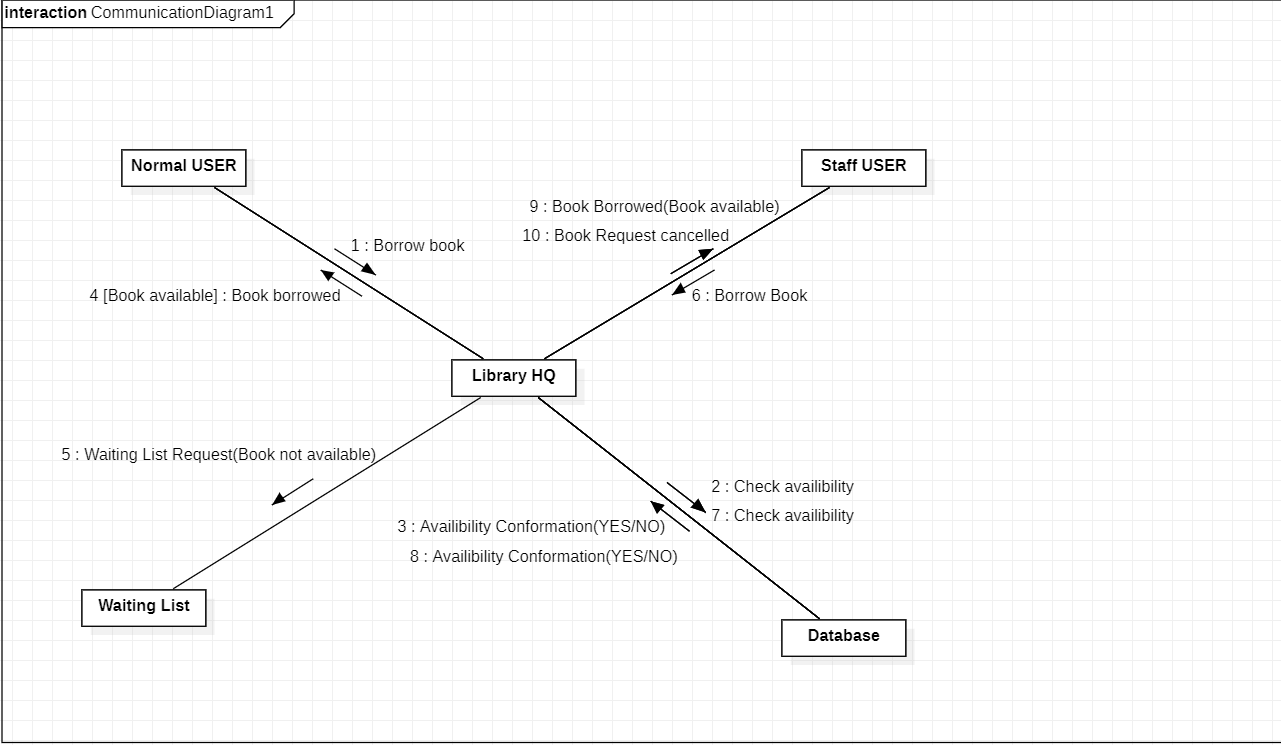 interaction CommunicationDiagram1
Normal USER
Staff USER
9 : Book Borrowed(Book available)
10 : Book Request cancelled
1 : Borrow book
4 [Book available] : Book borrowed
6 : Borrow Book
Library HQ
5 : Waiting List Request(Book not available)
2 : Check availibility
7 : Check availibility
3 : Availibility Conformation(YES/NO)
8 : Availibility Conformation(YES/NO)
Waiting List
Database